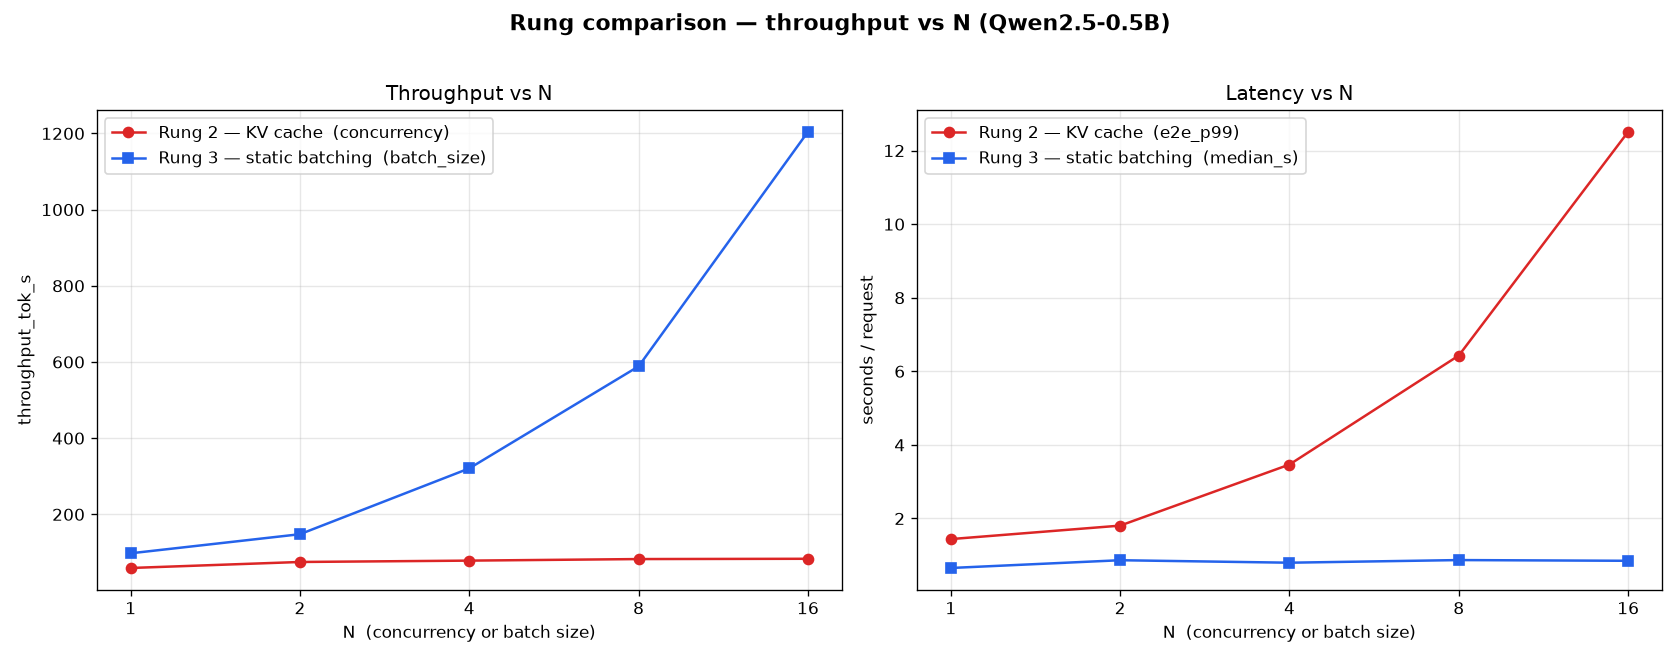 Rung comparison — throughput vs N (Qwen2.5-0.5B)
Throughput vs N
Rung 2 — KV cache  (concurrency)
Rung 3 — static batching  (batch_size)
throughput_tok_s
1200
1000
800
600
400
200
1 2 4 8 16
N  (concurrency or batch size)
Latency vs N
Rung 2 — KV cache  (e2e_p99)
Rung 3 — static batching  (median_s)
seconds / request
12
10
8
6
4
2
1 2 4 8 16
N  (concurrency or batch size)